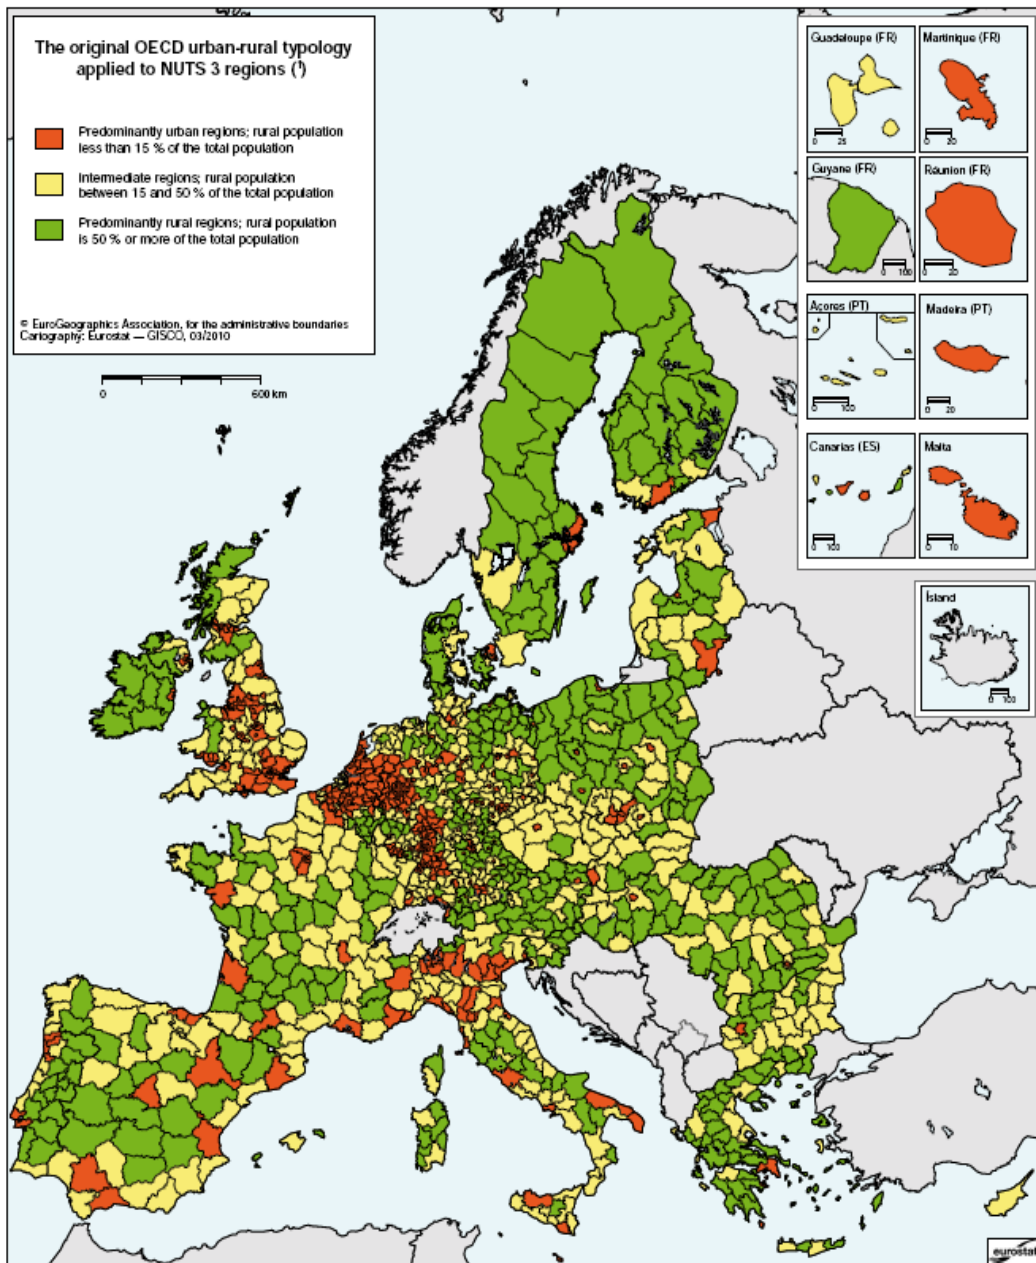 The original OECD urban-rural typology
applied to NUTS 3 regions (¹)
Predominantly urban regions; rural population
less than 15 % of the total population
Intermediate regions; rural population
between 15 and 50 % of the total population
Predominantly rural regions; rural population
is 50 % or more of the total population
© EuroGeographics Association, for the administrative boundaries
Cartography: Eurostat — GISCO, 03/2010
0 600 km
Guadeloupe (FR)
0 25
Martinique (FR)
0 20
Guyane (FR)
0 100
Réunion (FR)
0 20
Açores (PT)
0 100
Madeira (PT)
0 20
Canarias (ES)
0 100
Malta
0 10
Ísland
0 100
eurostat